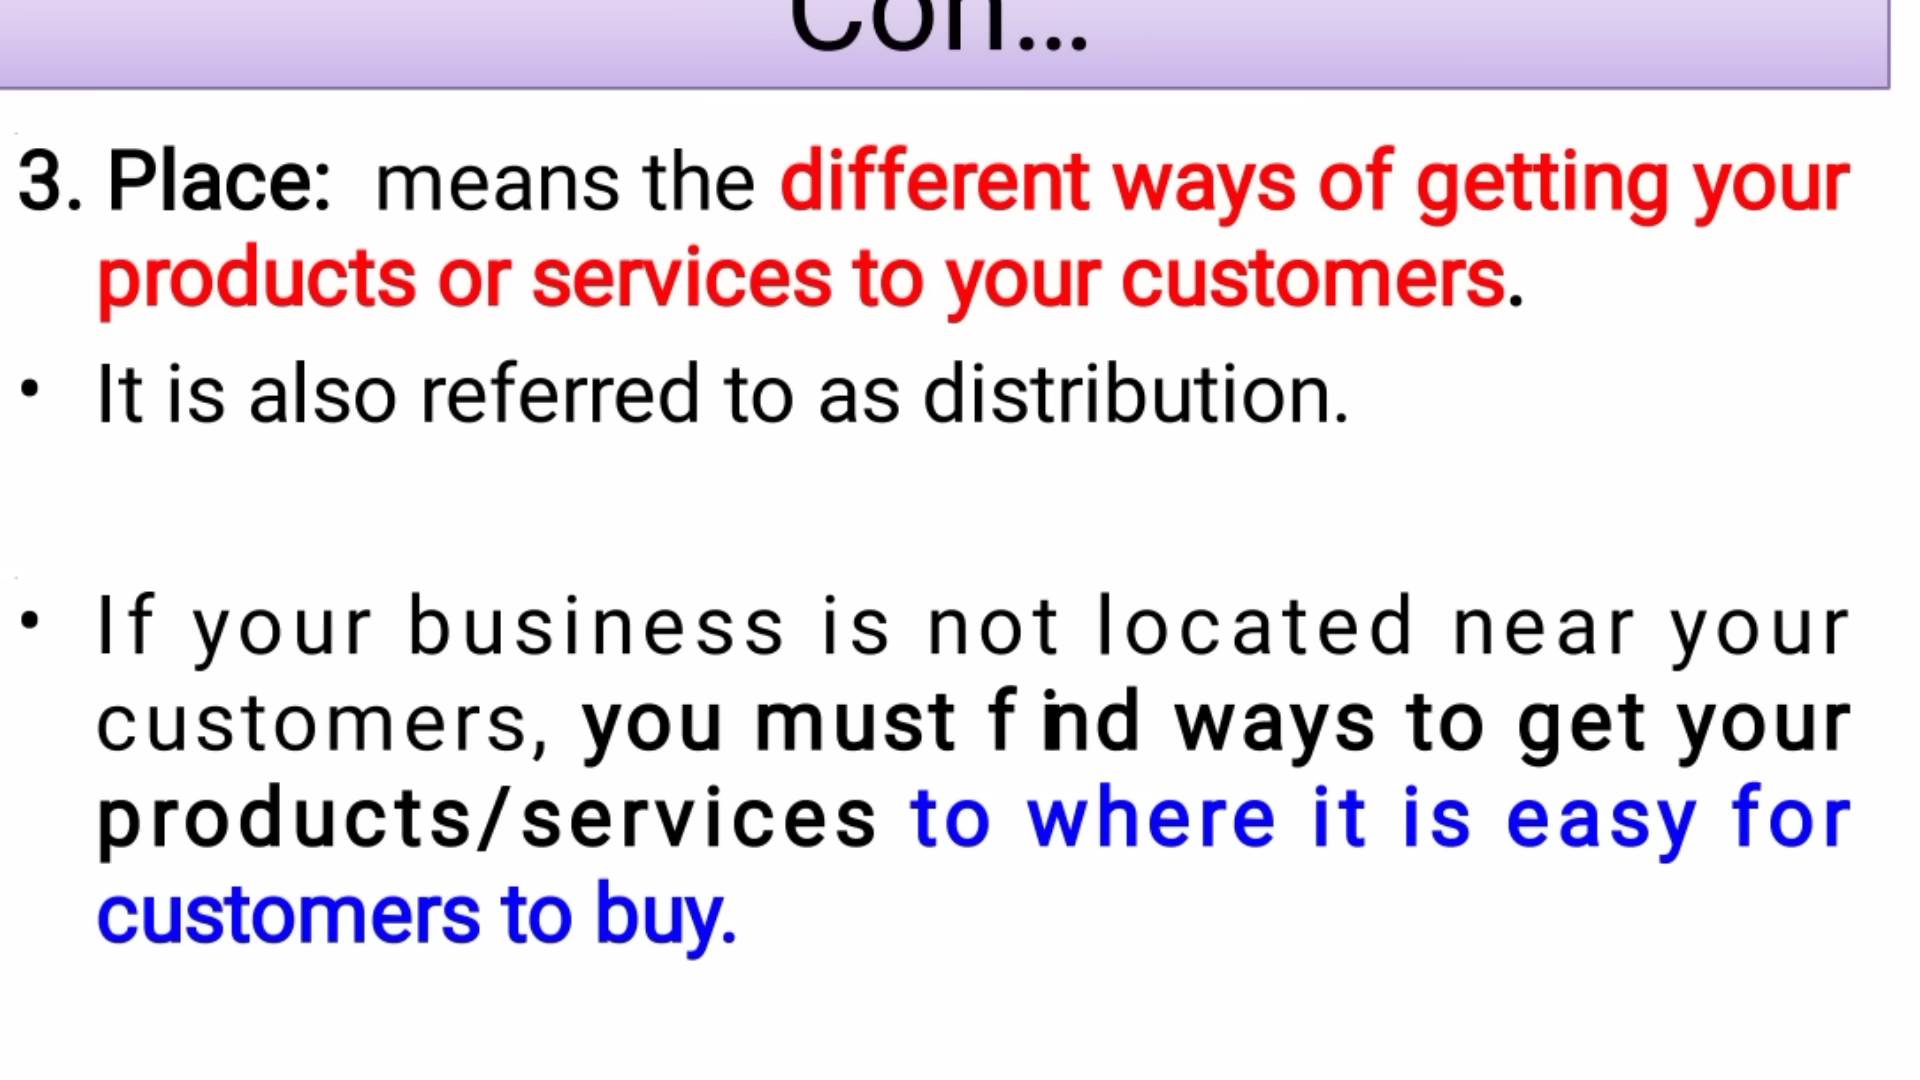 Con...
3. Place: means the different ways of getting your
products or services to your customers.
• It is also referred to as distribution.
• If your business is not located near your
customers, you must find ways to get your
products/services to where it is easy for
customers to buy.